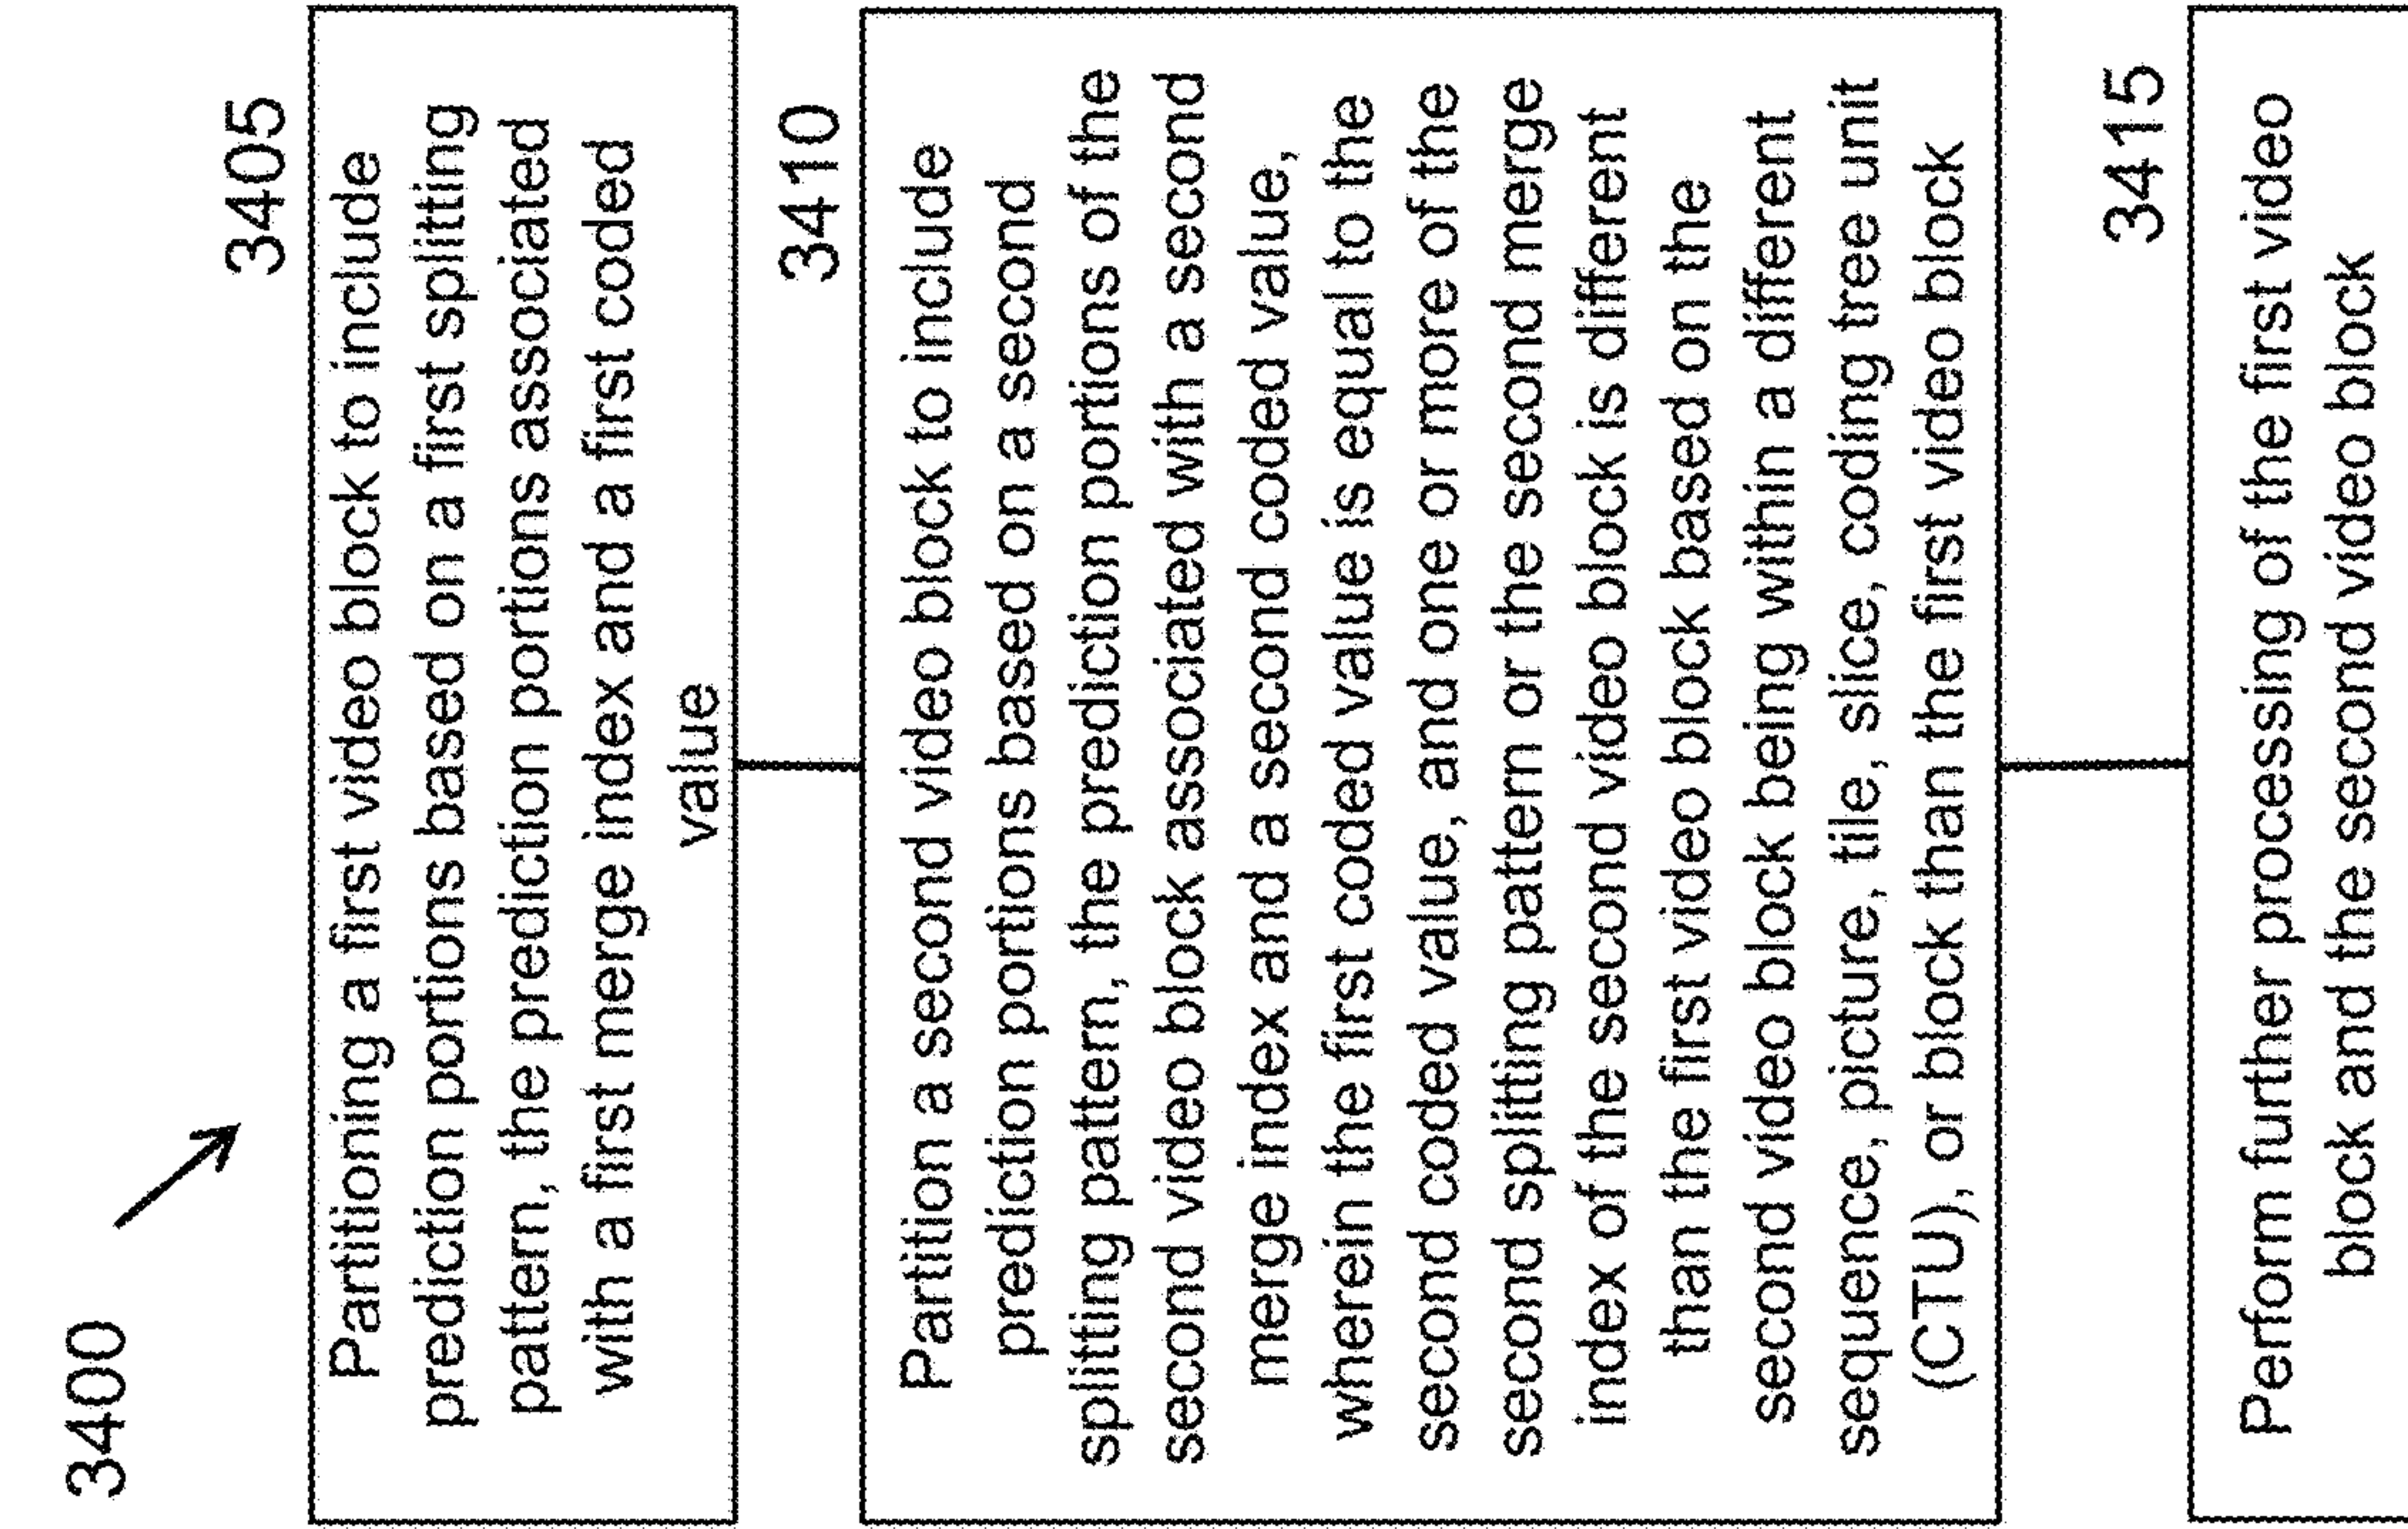 3400
3405
Partitioning a first video block to include
prediction portions based on a first splitting
pattern, the prediction portions associated
with a first merge index and a first coded
value
3410
Partition a second video block to include
prediction portions based on a second
splitting pattern, the prediction portions of the
second video block associated with a second
merge index and a second coded value,
wherein the first coded value is equal to the
second coded value, and one or more of the
second splitting pattern or the second merge
index of the second video block is different
than the first video block based on the
second video block being within a different
sequence, picture, tile, slice, coding tree unit
(CTU), or block than the first video block
3415
Perform further processing of the first video
block and the second video block